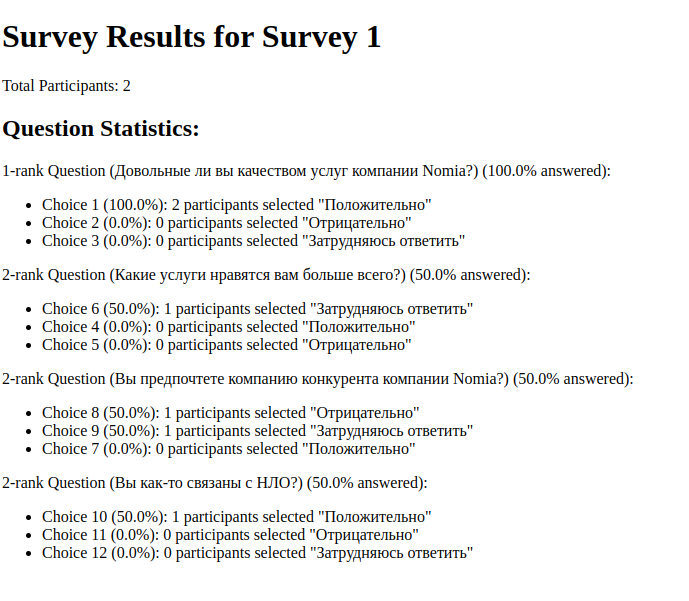 Survey Results for Survey 1
Total Participants: 2
Question Statistics:
1-rank Question (Довольные ли вы качеством услуг компании Nomia?) (100.0% answered):
• Choice 1 (100.0%): 2 participants selected "Положительно"
• Choice 2 (0.0%): 0 participants selected "Отрицательно"
• Choice 3 (0.0%): 0 participants selected "Затрудняюсь ответить"
2-rank Question (Какие услуги нравятся вам больше всего?) (50.0% answered):
• Choice 6 (50.0%): 1 participants selected "Затрудняюсь ответить"
• Choice 4 (0.0%): 0 participants selected "Положительно"
• Choice 5 (0.0%): 0 participants selected "Отрицательно"
2-rank Question (Вы предпочтете компанию конкурента компании Nomia?) (50.0% answered):
• Choice 8 (50.0%): 1 participants selected "Отрицательно"
• Choice 9 (50.0%): 1 participants selected "Затрудняюсь ответить"
• Choice 7 (0.0%): 0 participants selected "Положительно"
2-rank Question (Вы как-то связаны с НЛО?) (50.0% answered):
• Choice 10 (50.0%): 1 participants selected "Положительно"
• Choice 11 (0.0%): 0 participants selected "Отрицательно"
• Choice 12 (0.0%): 0 participants selected "Затрудняюсь ответить"